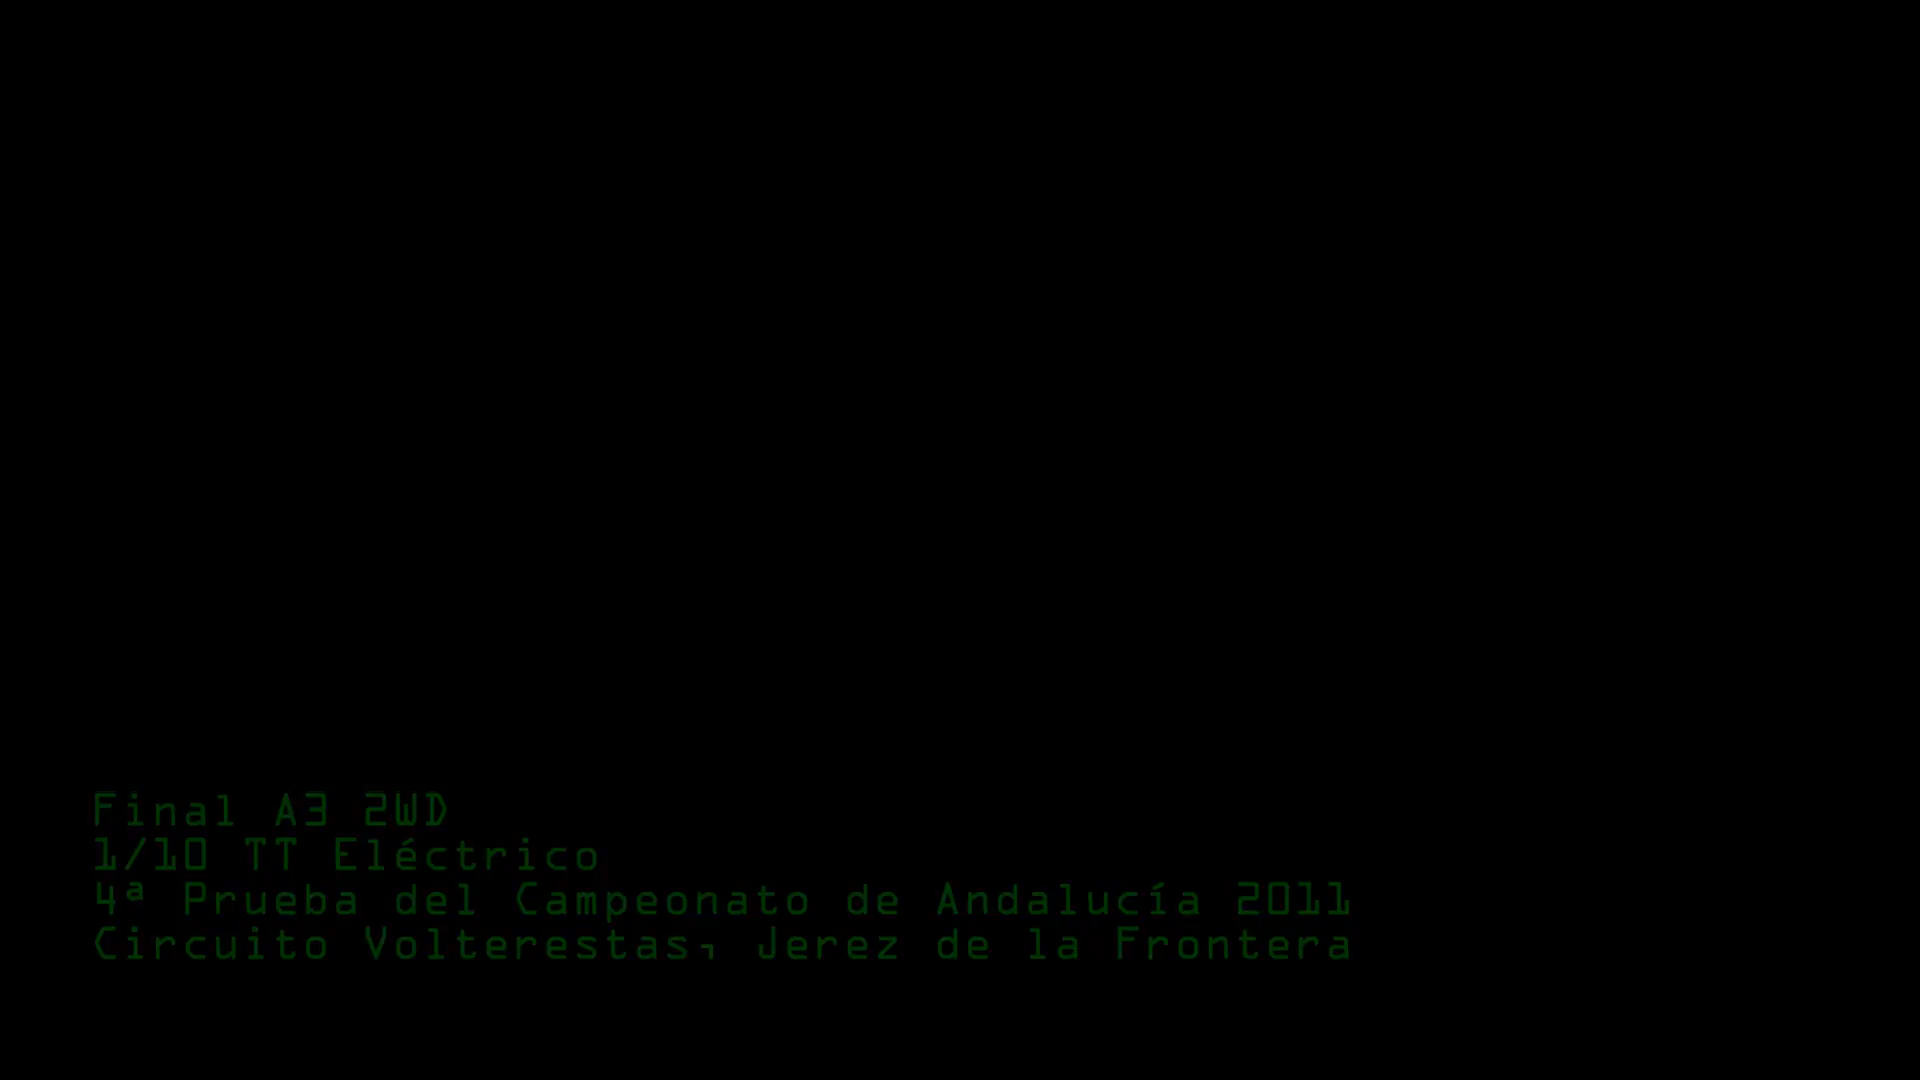 Final A3 2WD
1/10 TT Eléctrico
4ª Prueba del Campeonato de Andalucía 2011
Circuito Volterestas, Jerez de la Frontera